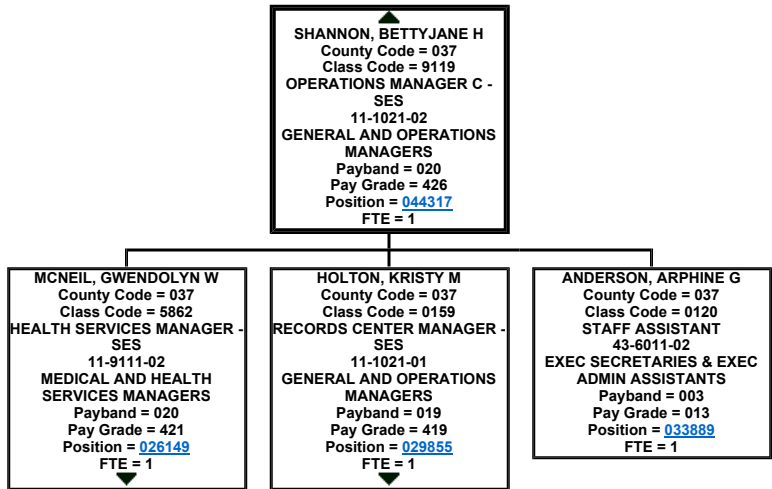 SHANNON, BETTYJANE H
County Code = 037
Class Code = 9119
OPERATIONS MANAGER C -
SES
11-1021-02
GENERAL AND OPERATIONS
MANAGERS
Payband = 020
Pay Grade = 426
Position = 044317
FTE = 1
MCNEIL, GWENDOLYN W
County Code = 037
Class Code = 5862
HEALTH SERVICES MANAGER -
SES
11-9111-02
MEDICAL AND HEALTH
SERVICES MANAGERS
Payband = 020
Pay Grade = 421
Position = 026149
FTE = 1
HOLTON, KRISTY M
County Code = 037
Class Code = 0159
RECORDS CENTER MANAGER -
SES
11-1021-01
GENERAL AND OPERATIONS
MANAGERS
Payband = 019
Pay Grade = 419
Position = 029855
FTE = 1
ANDERSON, ARPHINE G
County Code = 037
Class Code = 0120
STAFF ASSISTANT
43-6011-02
EXEC SECRETARIES & EXEC
ADMIN ASSISTANTS
Payband = 003
Pay Grade = 013
Position = 033889
FTE = 1